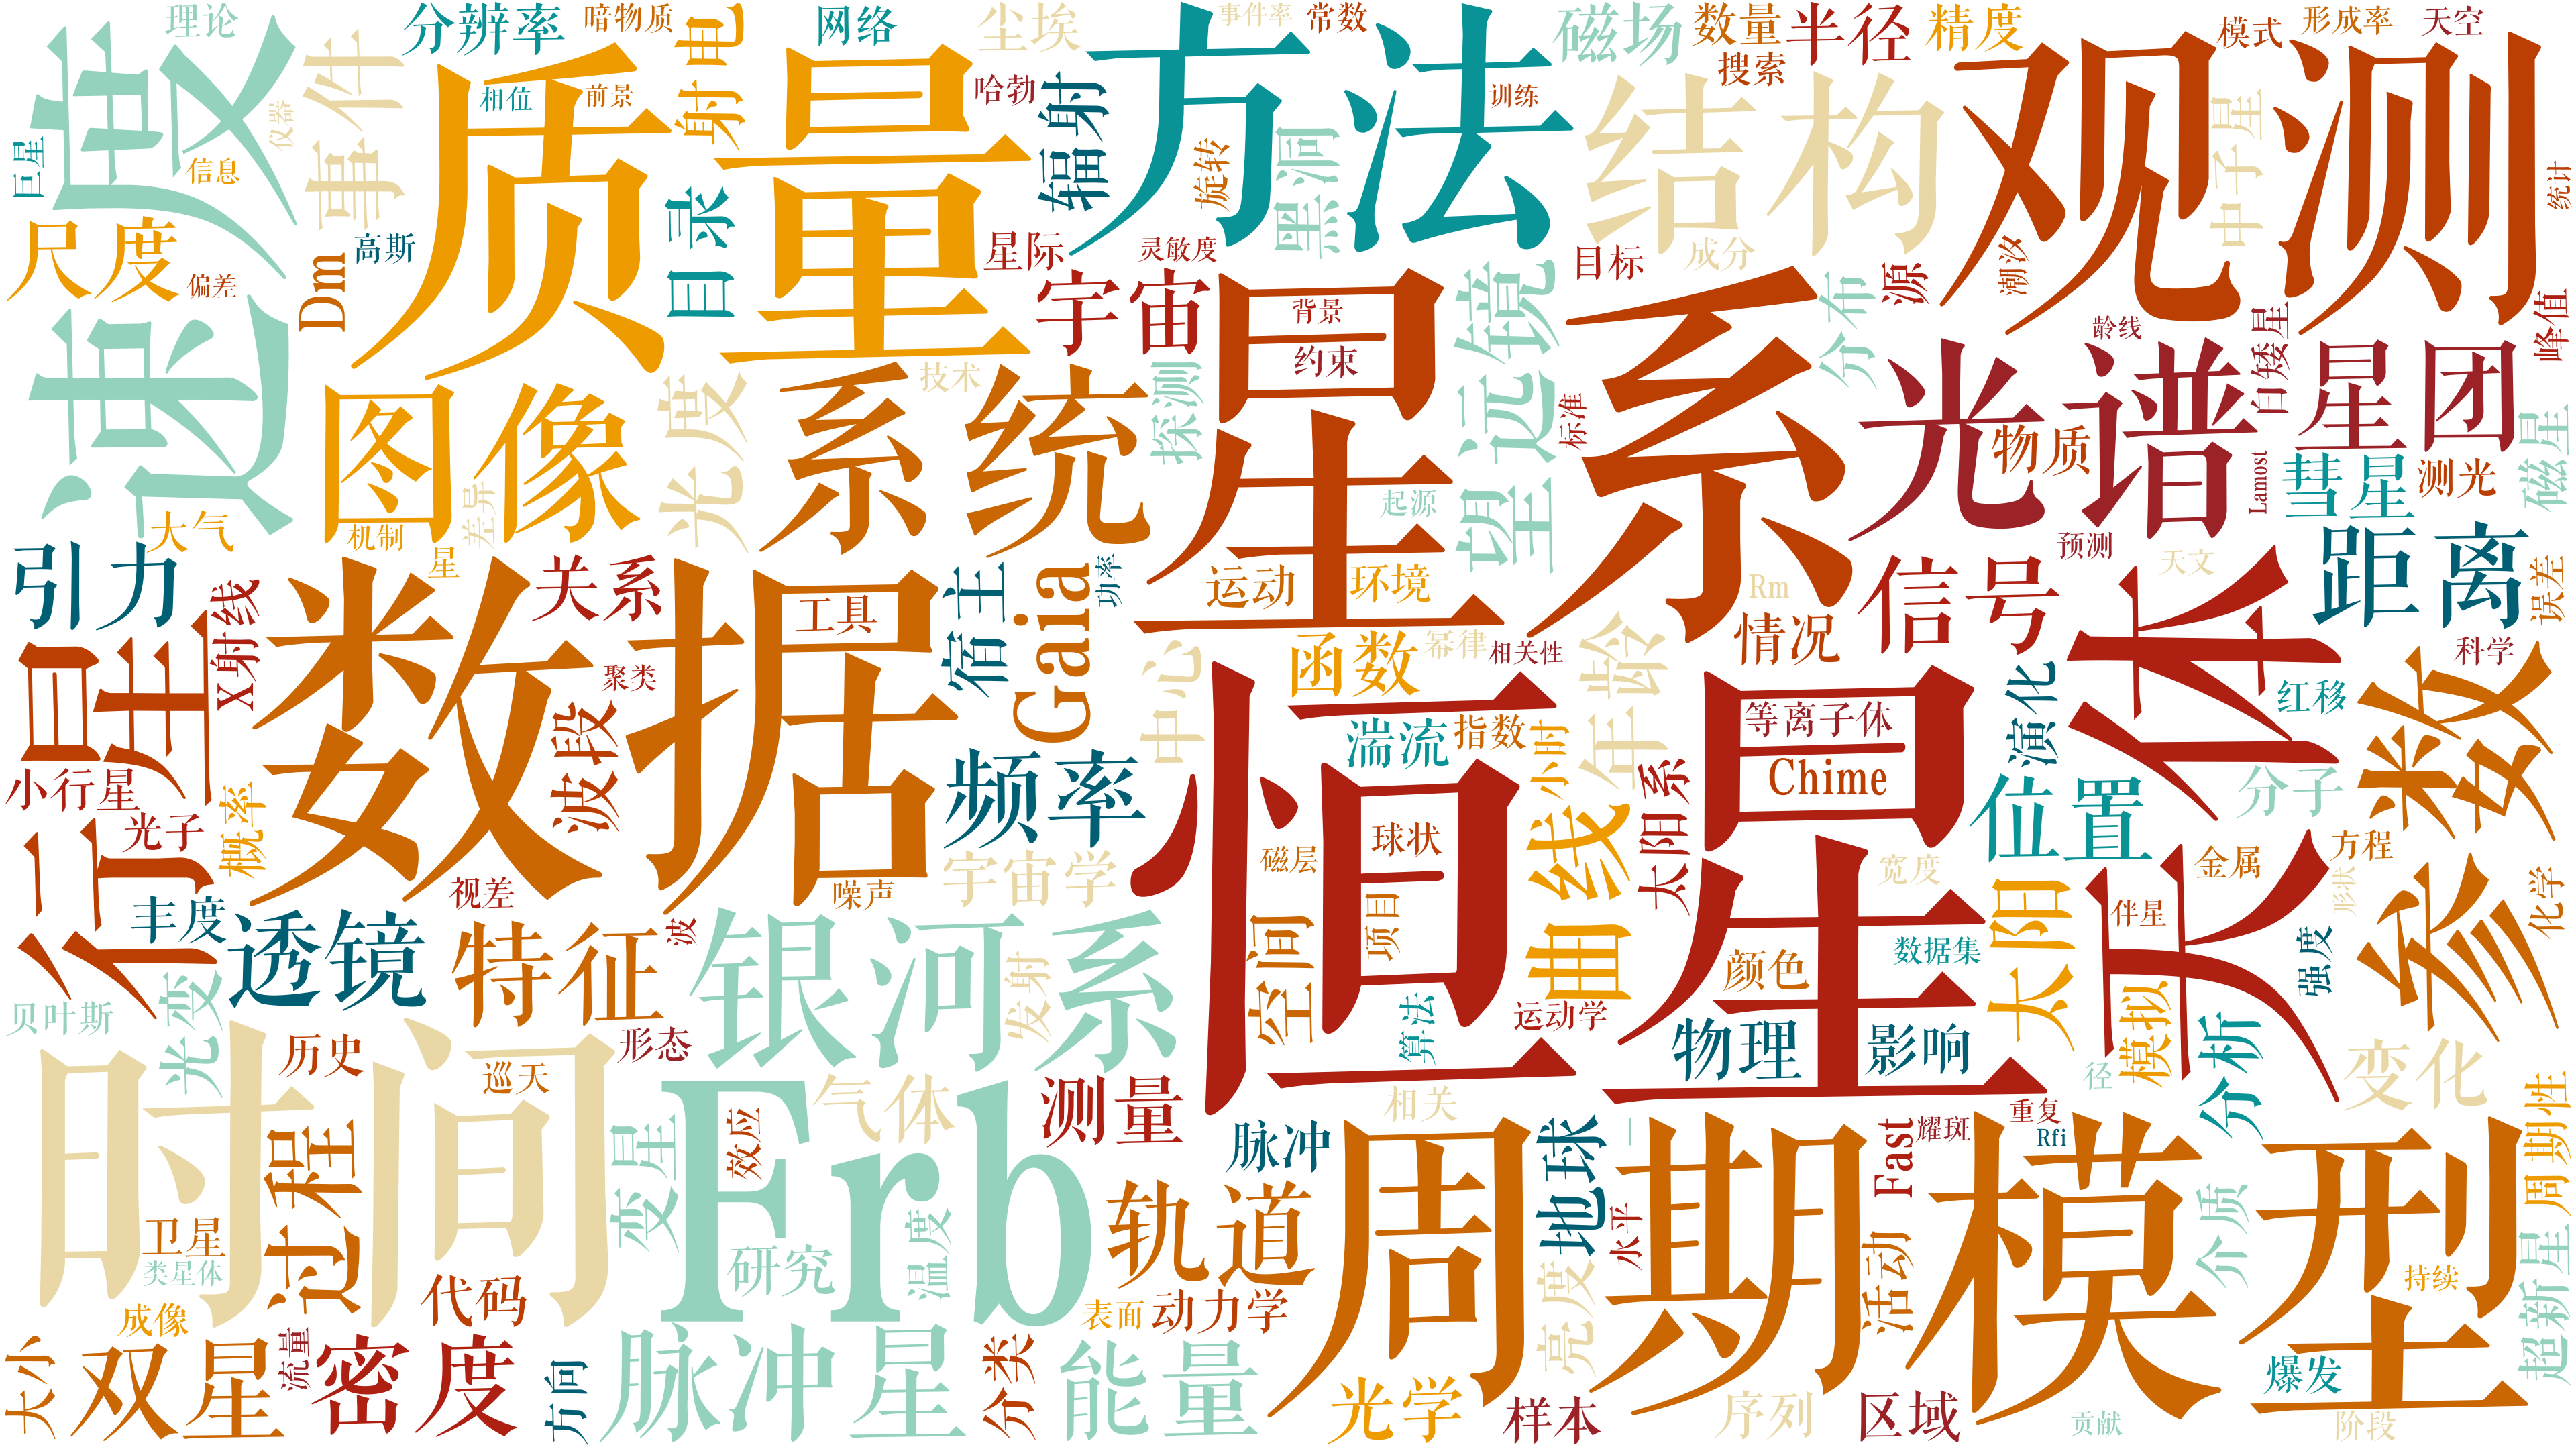 理论
分辨率
暗物质
射电
网络
尘埃
方法
事件率
常数
磁场
数量
半径
精度
模式
形成率
天空
速度
事件
质量
相位
前景
哈勃
辐射
训练
搜索
结构
观测
巨星
信息
仪器
目录
旋转
黑洞
中子星
统计
尺度
偏差
Dm
高斯
星际
灵敏度
宇宙
目标
成分
源
潮汐
峰值
星系
背景
约束
望远镜
分布
龄线
白矮星
图像
光度
系统
技术
探测
标准
光谱
物质
星团
Lamost
彗星
测光
磁星
大气
机制
差异
起源
预测
距离
引力
星
关系
宿主
Gaia
功率
运动
环境
Rm
情况
信号
天体
天文
误差
行星
X射线
数据
工具
聚类
函数
幂律
相关性
年龄
科学
参数
波段
中心
恒星
湍流
指数
小时
等离子体
Chime
演化
红移
小行星
光子
概率
频率
太阳系
位置
分子
噪声
宇宙学
磁层
球状
曲线
宽度
金属
方程
形状
化学
丰度
视差
透镜
特征
波
银河系
发射
空间
项目
颜色
数据集
太阳
伴星
强度
贝叶斯
光变
时间
历史
巡天
形态
算法
运动学
物理
影响
模拟
径
分析
变化
过程
变星
效应
Frb
气体
测量
脉冲
周期
相关
一
地球
Fast
耀斑
重复
Rfi
模型
周期性
卫星
类星体
研究
温度
轨道
水平
活动
介质
持续
超新星
成像
代码
表面
动力学
亮度
大小
双星
流量
密度
方向
脉冲星
分类
能量
光学
样本
序列
区域
贡献
爆发
阶段